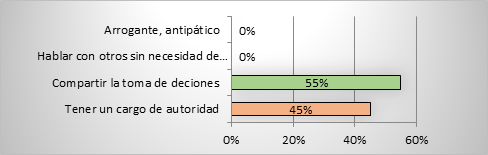 Arrogante, antipático 0%
Hablar con otros sin necesidad de... 0%
Compartir la toma de deciones 55%
Tener un cargo de autoridad 45%
0% 20% 40% 60%